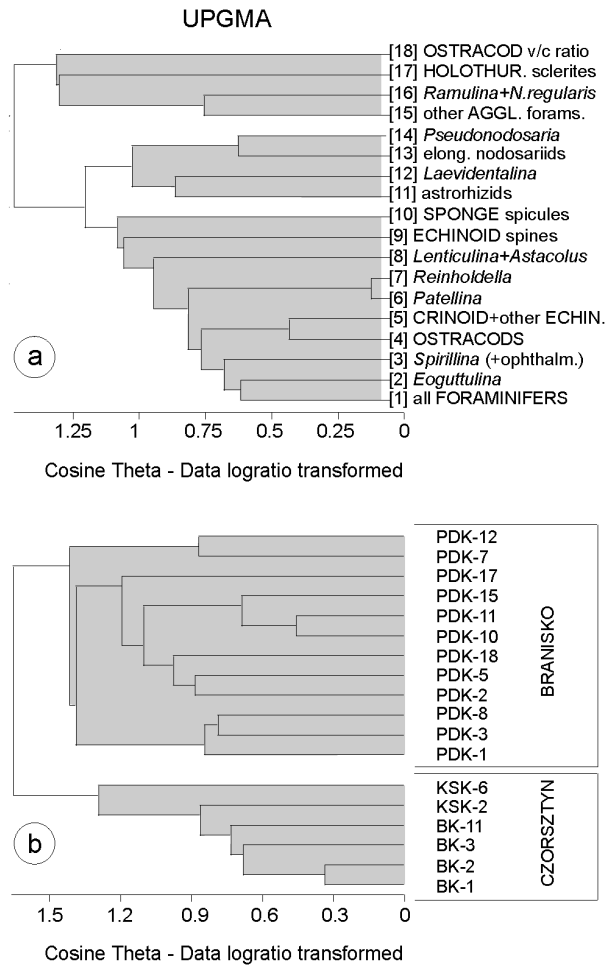 UPGMA
[18] OSTRACOD v/c ratio
[17] HOLOTHUR. sclerites
[16] Ramulina+N.regularis
[15] other AGGL. forams.
[14] Pseudonodosaria
[13] elong. nodosariids
[12] Laevidentalina
[11] astrorhizids
[10] SPONGE spicules
[9] ECHINOID spines
[8] Lenticulina+Astacolus
[7] Reinholdella
[6] Patellina
[5] CRINOID+other ECHIN.
[4] OSTRACODS
[3] Spirillina (+ophthalm.)
[2] Eoguttulina
[1] all FORAMINIFERS
a
1.25 1 0.75 0.5 0.25 0
Cosine Theta - Data logratio transformed
PDK-12
PDK-7
PDK-17
PDK-15
PDK-11
PDK-10
PDK-18
PDK-5
PDK-2
PDK-8
PDK-3
PDK-1
BRANISKO
KSK-6
KSK-2
BK-11
BK-3
BK-2
BK-1
CZORSZTYN
b
1.5 1.2 0.9 0.6 0.3 0
Cosine Theta - Data logratio transformed